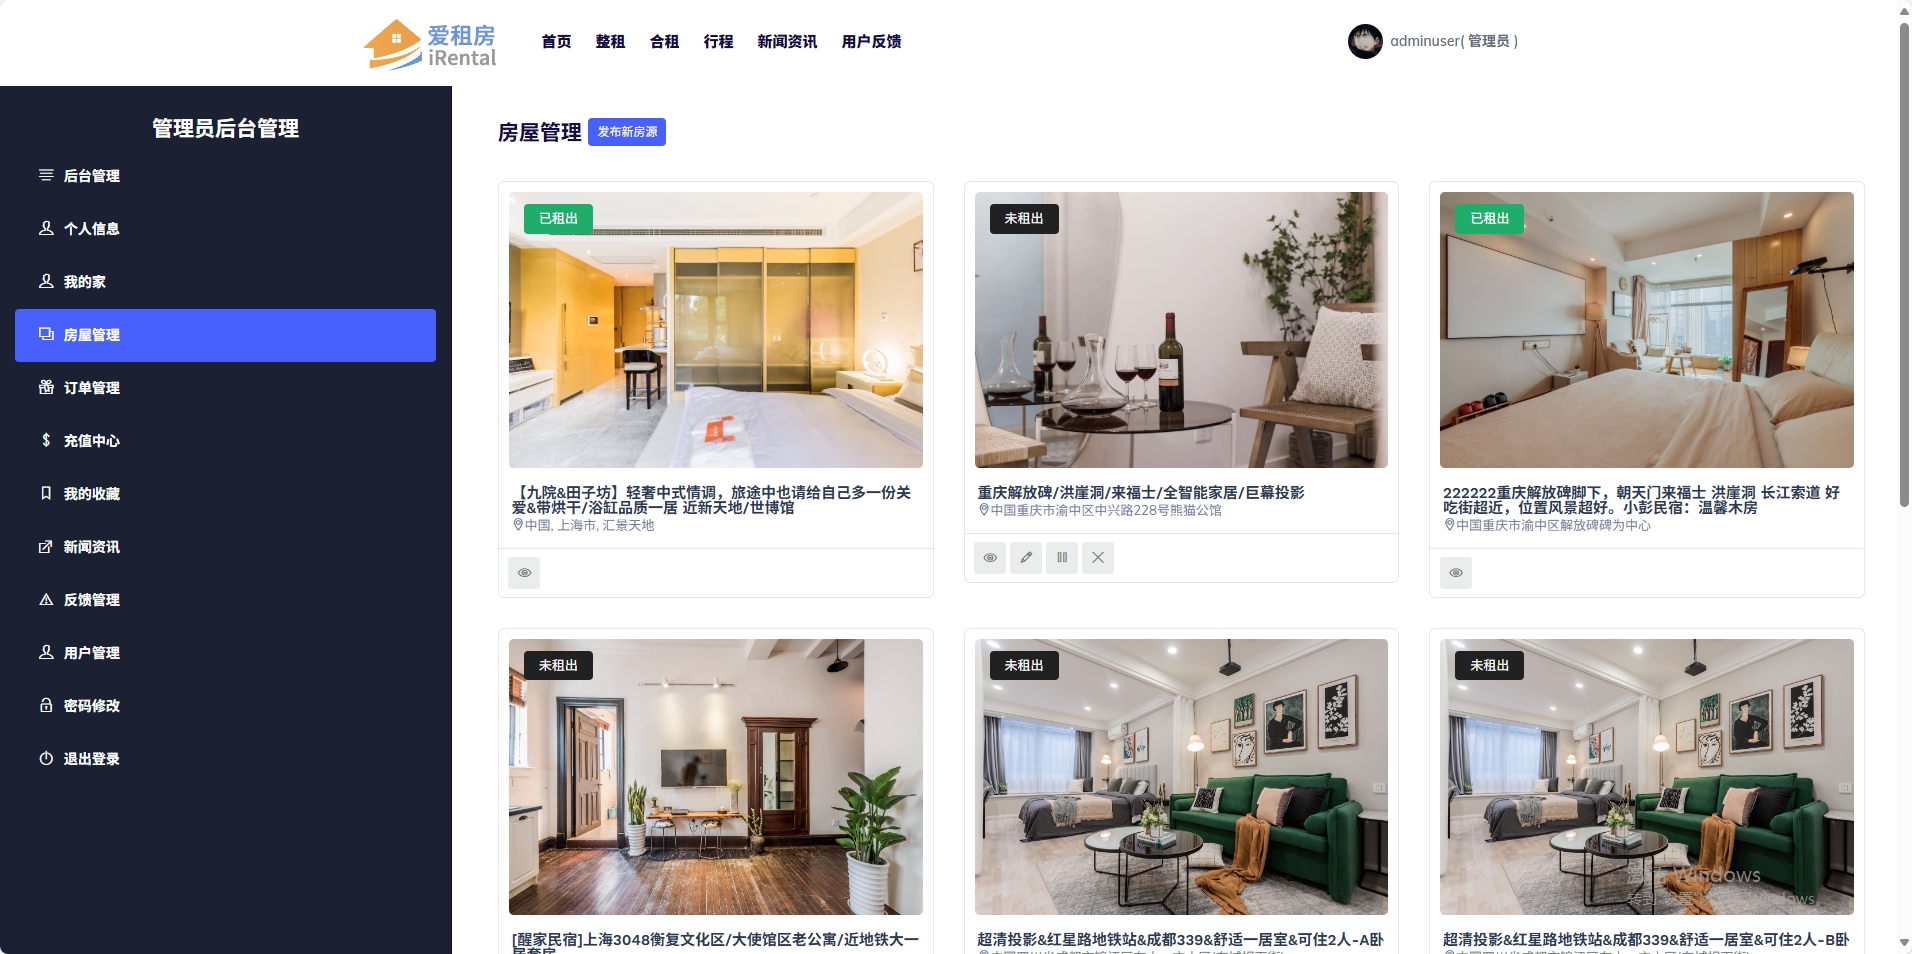 爱租房
iRental
首页 整租 合租 行程 新闻资讯 用户反馈
adminuser( 管理员 )
管理员后台管理
后台管理
个人信息
我的家
房屋管理
订单管理
充值中心
我的收藏
新闻资讯
反馈管理
用户管理
密码修改
退出登录
房屋管理 发布新房源
已租出
【九院&田子坊】轻奢中式情调，旅途中也请给自己多一份关
爱&带烘干/浴缸品质一居 近新天地/世博馆
中国, 上海市, 汇景天地
未租出
重庆解放碑/洪崖洞/来福士/全智能家居/巨幕投影
中国重庆市渝中区中兴路228号熊猫公馆
已租出
222222重庆解放碑脚下，朝天门来福士 洪崖洞 长江索道 好
吃街超近，位置风景超好。小彭民宿：温馨木房
中国重庆市渝中区解放碑碑为中心
未租出
[醒家民宿]上海3048衡复文化区/大使馆区老公寓/近地铁大一
居套房
未租出
超清投影&红星路地铁站&成都339&舒适一居室&可住2人-A卧
未租出
超清投影&红星路地铁站&成都339&舒适一居室&可住2人-B卧
Windows